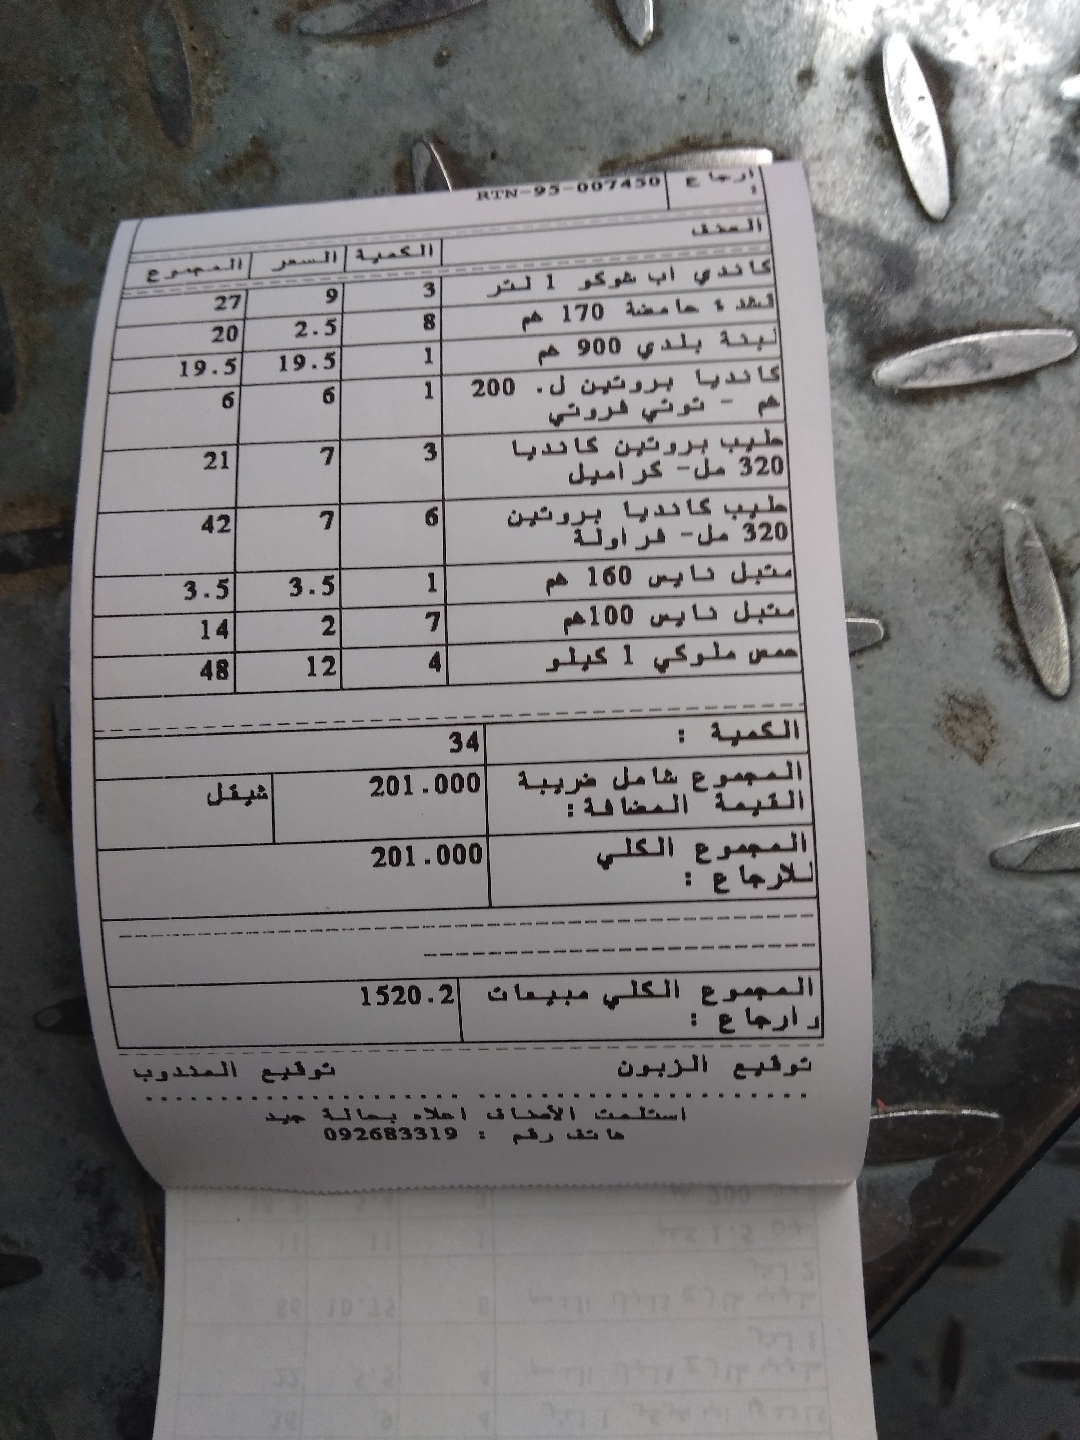 ارجاع : RTN-95-007450
الصنف الكمية السعر المجموع
كاندي اب شوكو 1 لتر 3 9 27
قشدة حامضة 170 غم 8 2.5 20
لبنة بلدي 900 غم 1 19.5 19.5
كانديا بروتين ل. 200 1 6 6
غم - توتي فروتي
حليب بروتين كانديا 3 7 21
320 مل- كراميل
حليب كانديا بروتين 6 7 42
320 مل- فراولة
متبل نايس 160 غم 1 3.5 3.5
متبل نايس 100غم 7 2 14
حمص ملوكي 1 كيلو 4 12 48
الكمية : 34
المجموع شامل ضريبة 201.000 شيقل
القيمة المضافة:
المجموع الكلي 201.000
للارجاع :
المجموع الكلي مبيعات 1520.2
وارجاع :
توقيع الزبون توقيع المندوب
استلمت الأصناف اعلاه بحالة جيد
هاتف رقم : 092683319